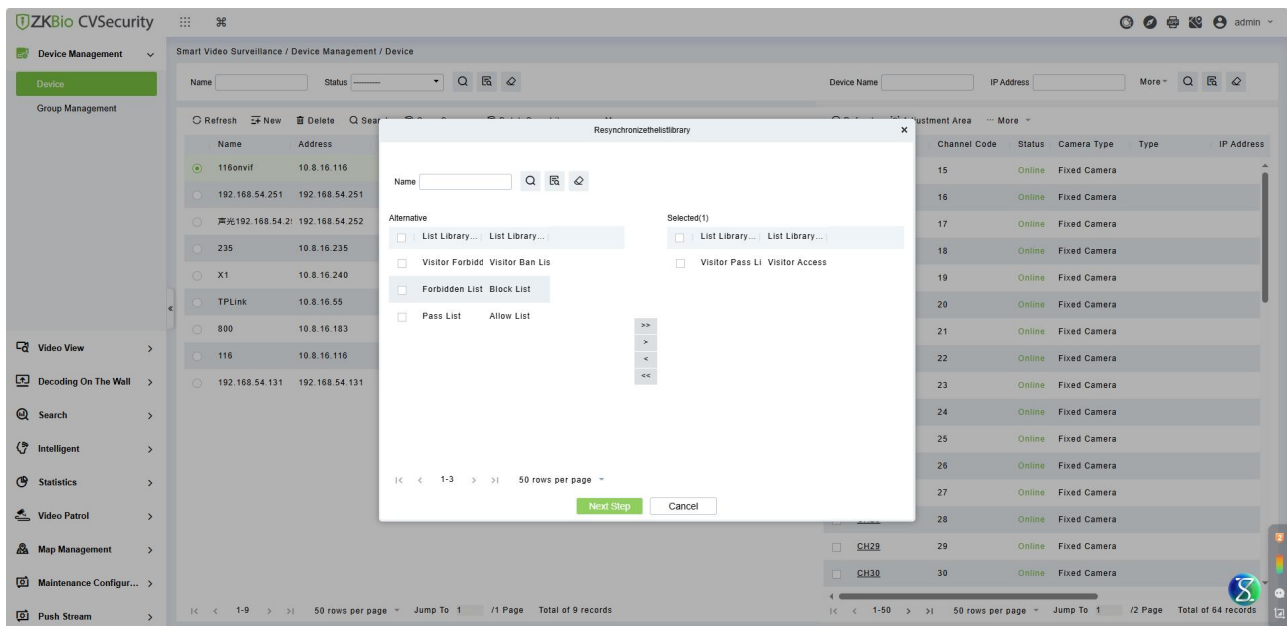 ZKBio CVSecurity
admin
Device Management
Device
Group Management
Video View
Decoding On The Wall
Search
Intelligent
Statistics
Video Patrol
Map Management
Maintenance Configur...
Push Stream
Smart Video Surveillance / Device Management / Device
Name Status ---------
Device Name IP Address More
Refresh New Delete
ustment Area ··· More
Name Address
116onvif 10.8.16.116
192.168.54.251 192.168.54.251
声光192.168.54.2 192.168.54.252
235 10.8.16.235
X1 10.8.16.240
TPLink 10.8.16.55
800 10.8.16.183
116 10.8.16.116
192.168.54.131 192.168.54.131
1-9 50 rows per page Jump To 1 /1 Page Total of 9 records
Resynchronizethelistlibrary
Name
Alternative
List Library... List Library...
Visitor Forbidd Visitor Ban Lis
Forbidden List Block List
Pass List Allow List
>>
>
<
<<
Selected(1)
List Library... List Library...
Visitor Pass Li Visitor Access
1-3 50 rows per page
Next Step Cancel
Channel Code Status Camera Type Type IP Address
15 Online Fixed Camera
16 Online Fixed Camera
17 Online Fixed Camera
18 Online Fixed Camera
19 Online Fixed Camera
20 Online Fixed Camera
21 Online Fixed Camera
22 Online Fixed Camera
23 Online Fixed Camera
24 Online Fixed Camera
25 Online Fixed Camera
26 Online Fixed Camera
27 Online Fixed Camera
28 Online Fixed Camera
CH29 29 Online Fixed Camera
CH30 30 Online Fixed Camera
1-50 50 rows per page Jump To 1 /2 Page Total of 64 records